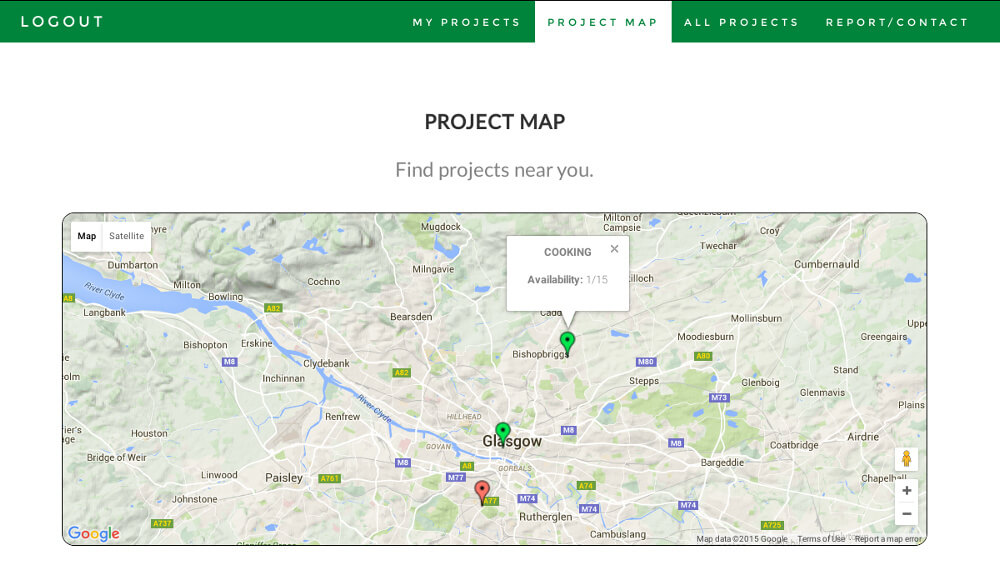 LOGOUT
MY PROJECTS
PROJECT MAP
ALL PROJECTS
REPORT/CONTACT
PROJECT MAP
Find projects near you.
Map
Satellite
Milton of
Campsie
Croy
Twechar
Mugdock
Dumbarton
Milton
Bowling
Cochno
Milngavie
COOKING
×
Availability: 1/15
Cumbernauld
River Clyde
A8
Langbank
A82
Bearsden
Mollinsburn
Bishopton
Erskine
Bishopbriggs
Moodiesburn
Greengairs
M8
Clydebank
M80
A80
Inchinnan
A82
Stepps
Glenboig
Stand
Glenmavis
River Clyde
M73
Plains
Renfrew
HILLHEAD
Houston
GOVAN
Glasgow
M8
M8
Coatbridge
Airdrie
Bridge of Weir
M8
A8
GORBALS
Bargeddie
Linwood
Paisley
A761
M77
A74
Johnstone
A77
M74
M74
M74
Rutherglen
A737
A725
Cambuslang
+
−
Google
Map data ©2015 Google
Terms of Use
Report a map error